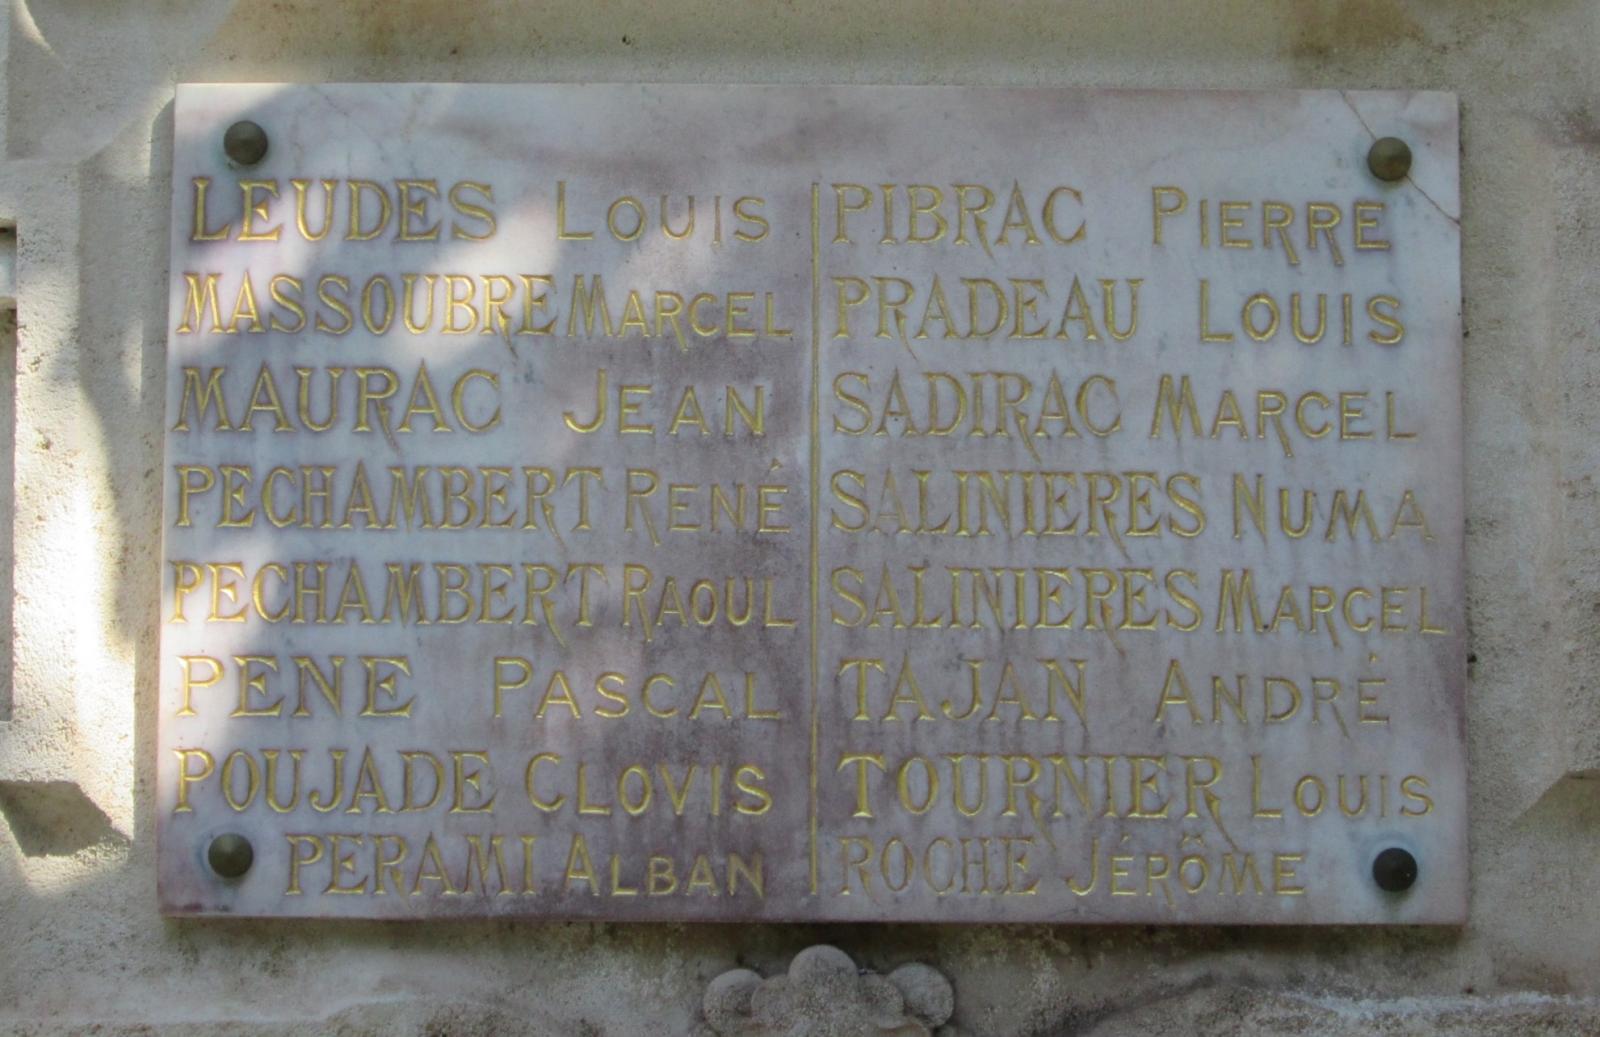 LEUDES LOUIS
MASSOUBRE MARCEL
MAURAC JEAN
PECHAMBERT RENÉ
PECHAMBERT RAOUL
PENE PASCAL
POUJADE CLOVIS
PERAMI ALBAN
PIBRAC PIERRE
PRADEAU LOUIS
SADIRAC MARCEL
SALINIERES NUMA
SALINIERES MARCEL
TAJAN ANDRÉ
TOURNIER LOUIS
ROCHE JÉRÔME